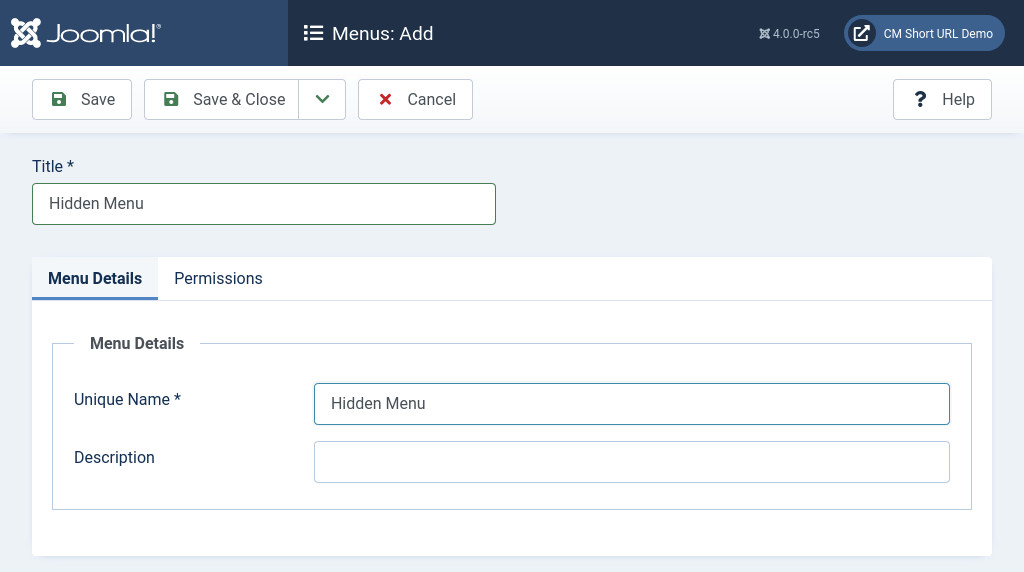 Joomla!® Menus: Add 4.0.0-rc5 CM Short URL Demo
Save Save & Close Cancel Help
Title *
Hidden Menu
Menu Details Permissions
Menu Details
Unique Name * Hidden Menu
Description